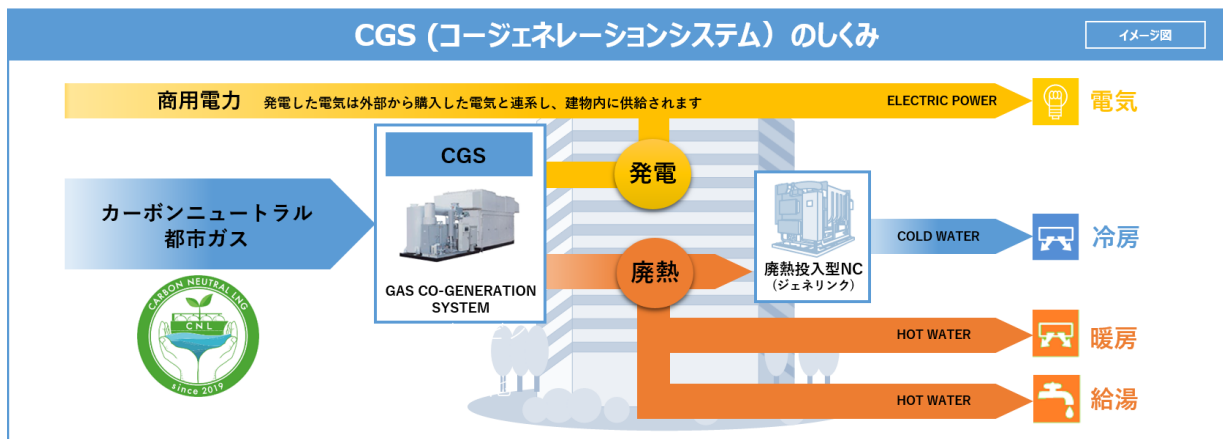 CGS (コージェネレーションシステム）のしくみ
イメージ図
商用電力
発電した電気は外部から購入した電気と連系し、建物内に供給されます
ELECTRIC POWER
電気
CGS
発電
カーボンニュートラル
都市ガス
GAS CO-GENERATION
SYSTEM
廃熱
廃熱投入型NC
（ジェネリンク）
COLD WATER
冷房
HOT WATER
暖房
HOT WATER
給湯
CARBON NEUTRAL LNG
CNL
since 2019